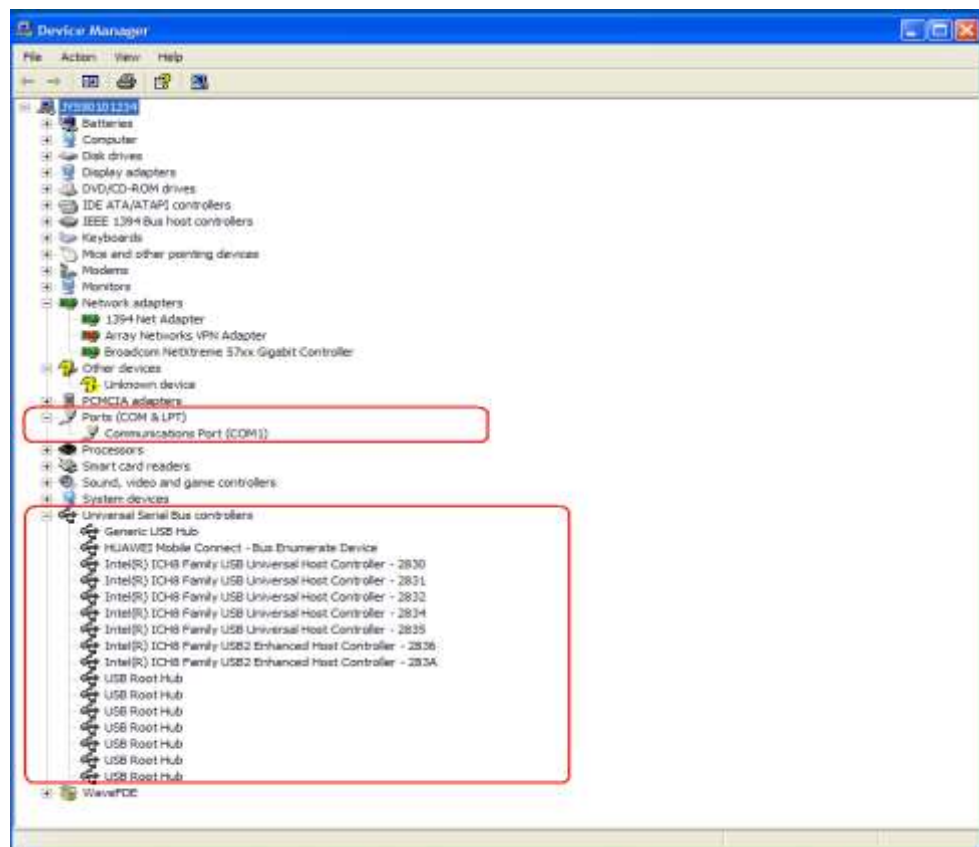 Device Manager
File Action View Help
JYS90101234
Batteries
Computer
Disk drives
Display adapters
DVD/CD-ROM drives
IDE ATA/ATAPI controllers
IEEE 1394 Bus host controllers
Keyboards
Mice and other pointing devices
Modems
Monitors
Network adapters
1394 Net Adapter
Array Networks VPN Adapter
Broadcom NetXtreme 57xx Gigabit Controller
Other devices
Unknown device
PCMCIA adapters
Ports (COM & LPT)
Communications Port (COM1)
Processors
Smart card readers
Sound, video and game controllers
System devices
Universal Serial Bus controllers
Generic USB Hub
HUAWEI Mobile Connect - Bus Enumerate Device
Intel(R) ICH8 Family USB Universal Host Controller - 2830
Intel(R) ICH8 Family USB Universal Host Controller - 2831
Intel(R) ICH8 Family USB Universal Host Controller - 2832
Intel(R) ICH8 Family USB Universal Host Controller - 2834
Intel(R) ICH8 Family USB Universal Host Controller - 2835
Intel(R) ICH8 Family USB2 Enhanced Host Controller - 2836
Intel(R) ICH8 Family USB2 Enhanced Host Controller - 283A
USB Root Hub
USB Root Hub
USB Root Hub
USB Root Hub
USB Root Hub
USB Root Hub
USB Root Hub
WavePDE